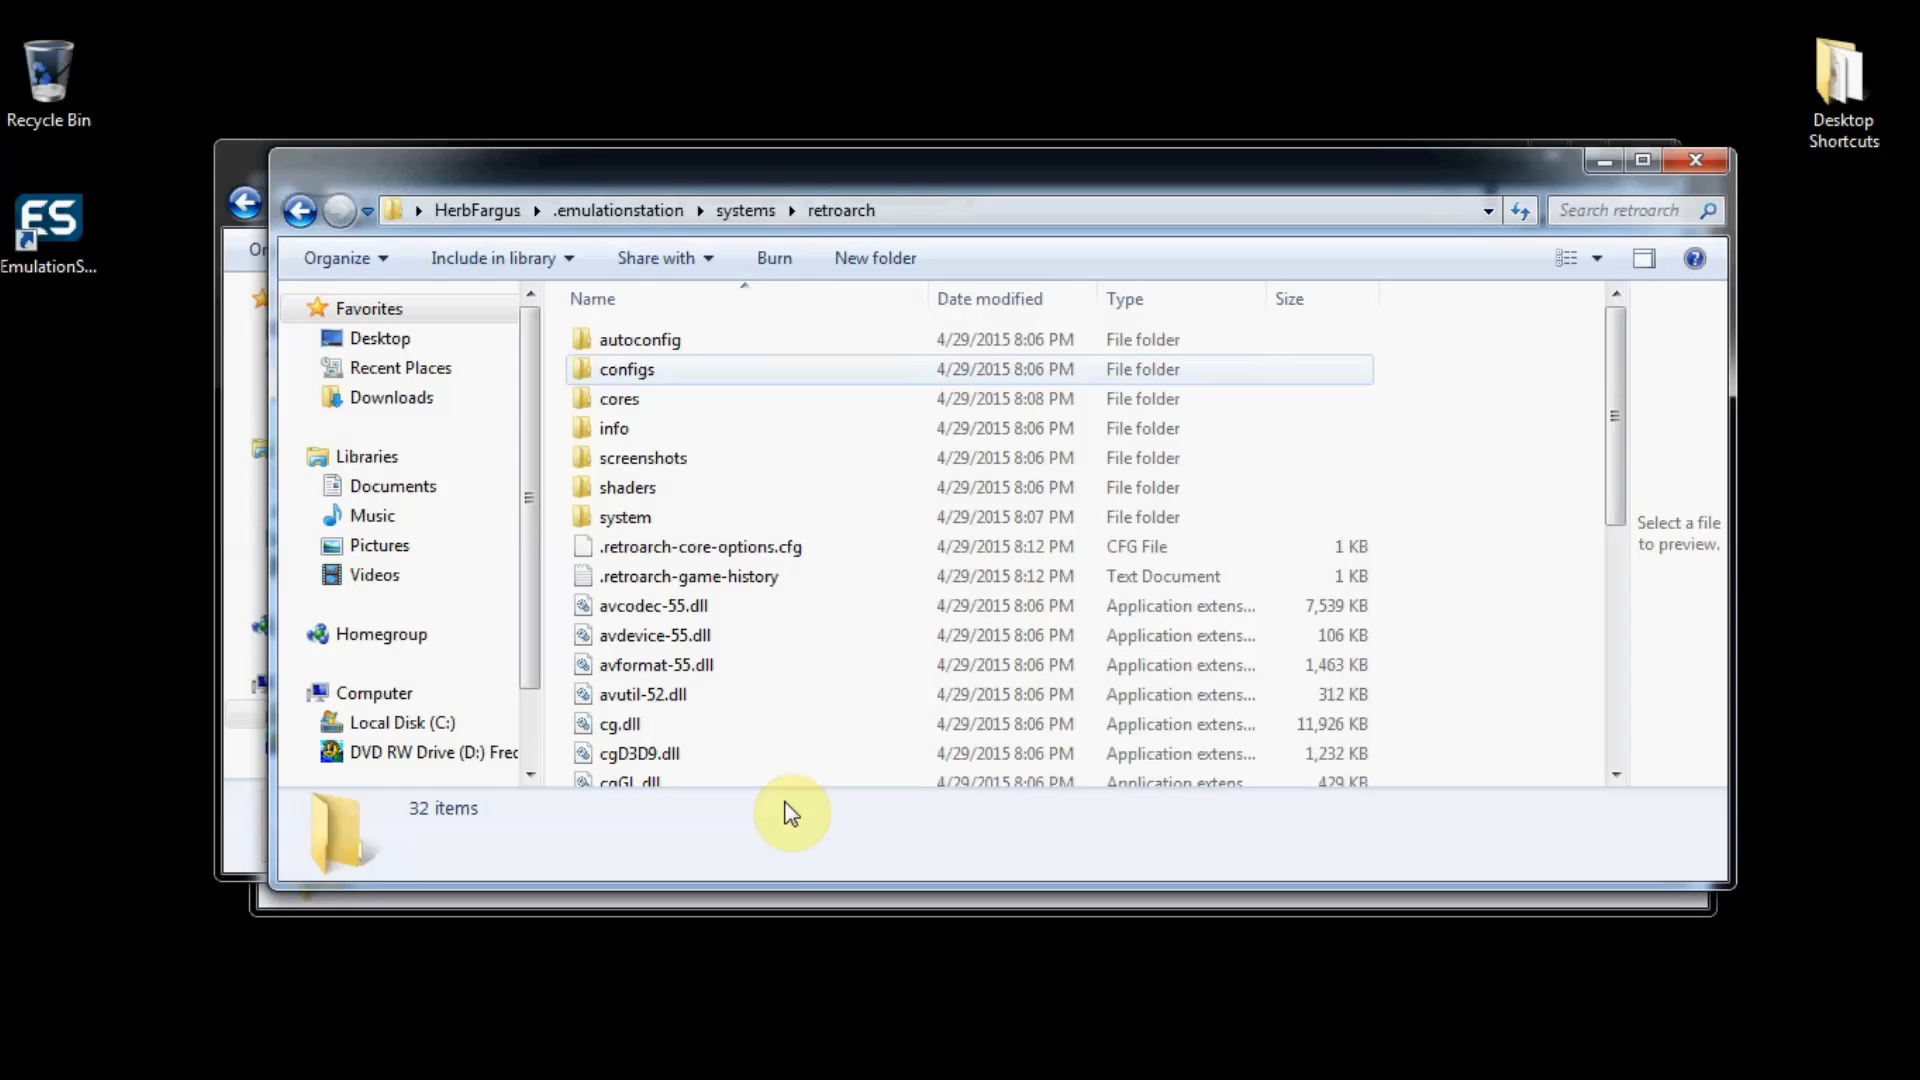 Recycle Bin
ES
EmulationS...
Desktop
Shortcuts
HerbFargus .emulationstation systems retroarch
Search retroarch
Or
Organize Include in library Share with Burn New folder
Name Date modified Type Size
Favorites
Desktop
Recent Places
Downloads
Libraries
Documents
Music
Pictures
Videos
Homegroup
Computer
Local Disk (C:)
DVD RW Drive (D:) Fred
autoconfig 4/29/2015 8:06 PM File folder
configs 4/29/2015 8:06 PM File folder
cores 4/29/2015 8:08 PM File folder
info 4/29/2015 8:06 PM File folder
screenshots 4/29/2015 8:06 PM File folder
shaders 4/29/2015 8:06 PM File folder
system 4/29/2015 8:07 PM File folder
.retroarch-core-options.cfg 4/29/2015 8:12 PM CFG File 1 KB
.retroarch-game-history 4/29/2015 8:12 PM Text Document 1 KB
avcodec-55.dll 4/29/2015 8:06 PM Application extens... 7,539 KB
avdevice-55.dll 4/29/2015 8:06 PM Application extens... 106 KB
avformat-55.dll 4/29/2015 8:06 PM Application extens... 1,463 KB
avutil-52.dll 4/29/2015 8:06 PM Application extens... 312 KB
cg.dll 4/29/2015 8:06 PM Application extens... 11,926 KB
cgD3D9.dll 4/29/2015 8:06 PM Application extens... 1,232 KB
cgGL.dll 4/29/2015 8:06 PM Application extens... 429 KB
Select a file
to preview.
32 items